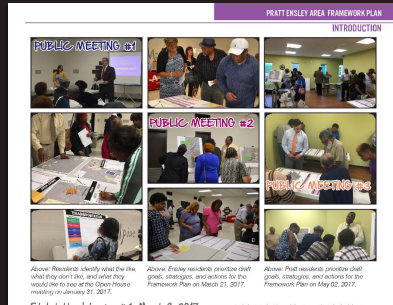 PRATT ENSLEY AREA FRAMEWORK PLAN
INTRODUCTION
PUBLIC MEETING #1
PUBLIC MEETING #2
PUBLIC MEETING #3
TRANSPORTATION
Above: Residents identify what the like,
what they don't like, and what they
would like to see at the Open House
meeting on January 31, 2017.
Above: Ensley residents prioritize draft
goals, strategies, and actions for the
Framework Plan on March 21, 2017.
Above: Pratt residents prioritize draft
goals, strategies, and actions for the
Framework Plan on May 02, 2017.